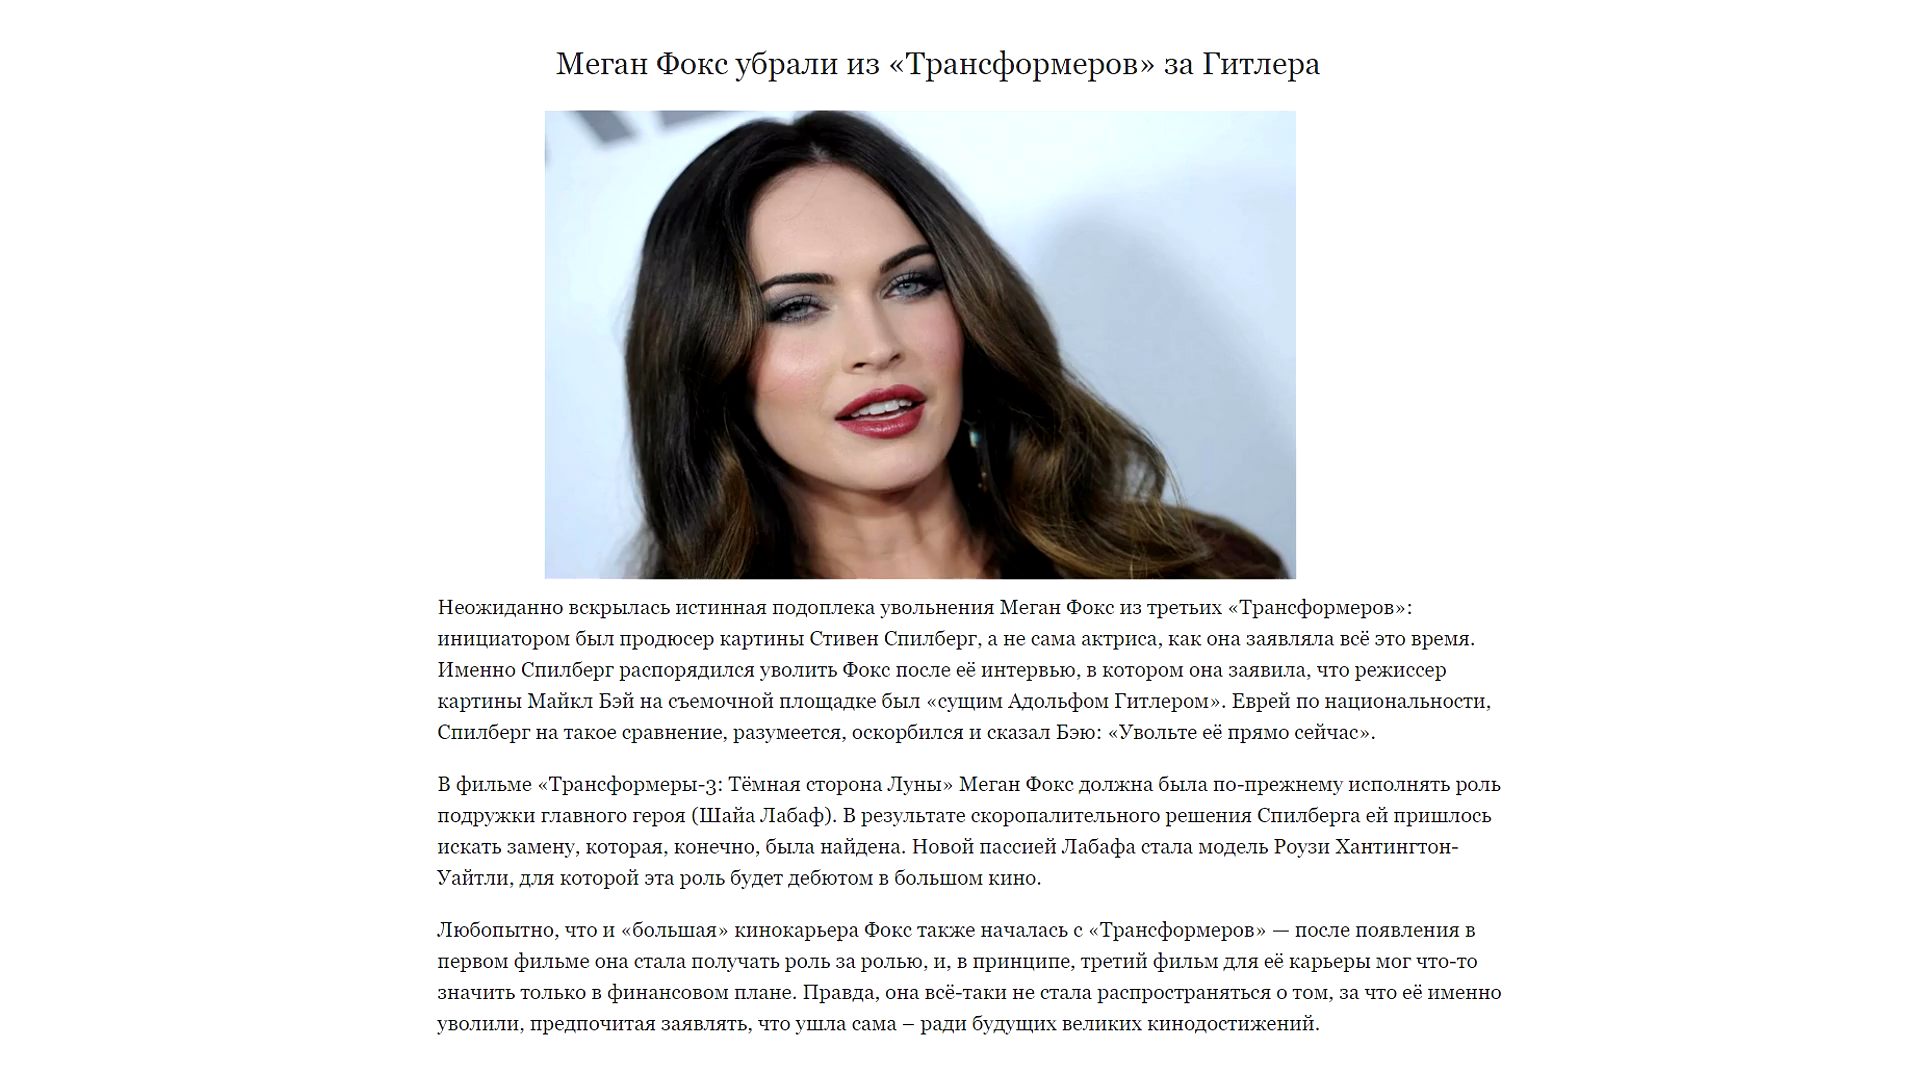 Меган Фокс убрали из «Трансформеров» за Гитлера
Неожиданно вскрылась истинная подоплека увольнения Меган Фокс из третьих «Трансформеров»:
инициатором был продюсер картины Стивен Спилберг, а не сама актриса, как она заявляла всё это время.
Именно Спилберг распорядился уволить Фокс после её интервью, в котором она заявила, что режиссер
картины Майкл Бэй на съемочной площадке был «сущим Адольфом Гитлером». Еврей по национальности,
Спилберг на такое сравнение, разумеется, оскорбился и сказал Бэю: «Увольте её прямо сейчас».
В фильме «Трансформеры-3: Тёмная сторона Луны» Меган Фокс должна была по-прежнему исполнять роль
подружки главного героя (Шайа Лабаф). В результате скоропалительного решения Спилберга ей пришлось
искать замену, которая, конечно, была найдена. Новой пассией Лабафа стала модель Роузи Хантингтон-
Уайтли, для которой эта роль будет дебютом в большом кино.
Любопытно, что и «большая» кинокарьера Фокс также началась с «Трансформеров» — после появления в
первом фильме она стала получать роль за ролью, и, в принципе, третий фильм для её карьеры мог что-то
значить только в финансовом плане. Правда, она всё-таки не стала распространяться о том, за что её именно
уволили, предпочитая заявлять, что ушла сама – ради будущих великих кинодостижений.